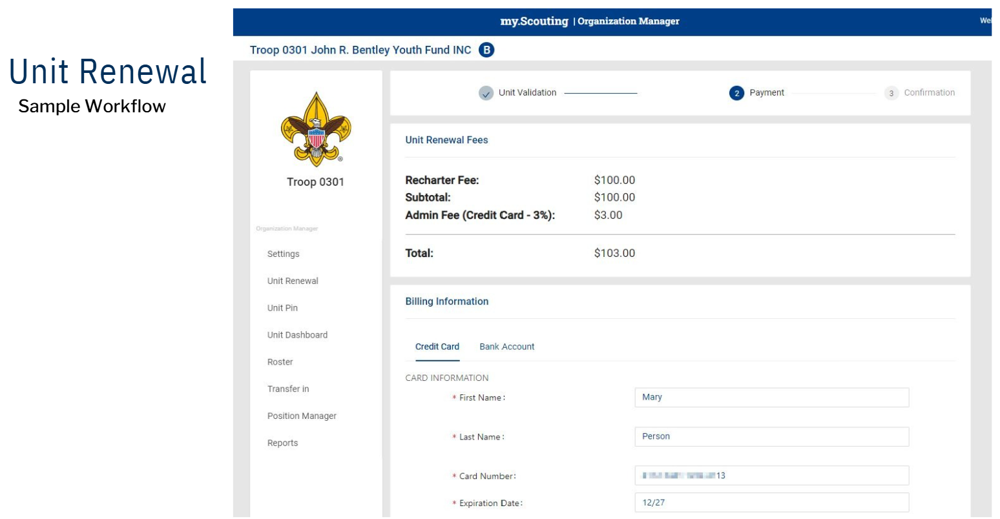 Unit Renewal
Sample Workflow
my.Scouting | Organization Manager
Troop 0301 John R. Bentley Youth Fund INC B
Troop 0301
Organization Manager
Settings
Unit Renewal
Unit Pin
Unit Dashboard
Roster
Transfer in
Position Manager
Reports
Unit Validation
2 Payment
3 Confirmation
Unit Renewal Fees
Recharter Fee: $100.00
Subtotal: $100.00
Admin Fee (Credit Card - 3%): $3.00
Total: $103.00
Billing Information
Credit Card Bank Account
CARD INFORMATION
* First Name: Mary
* Last Name: Person
* Card Number: 13
* Expiration Date: 12/27